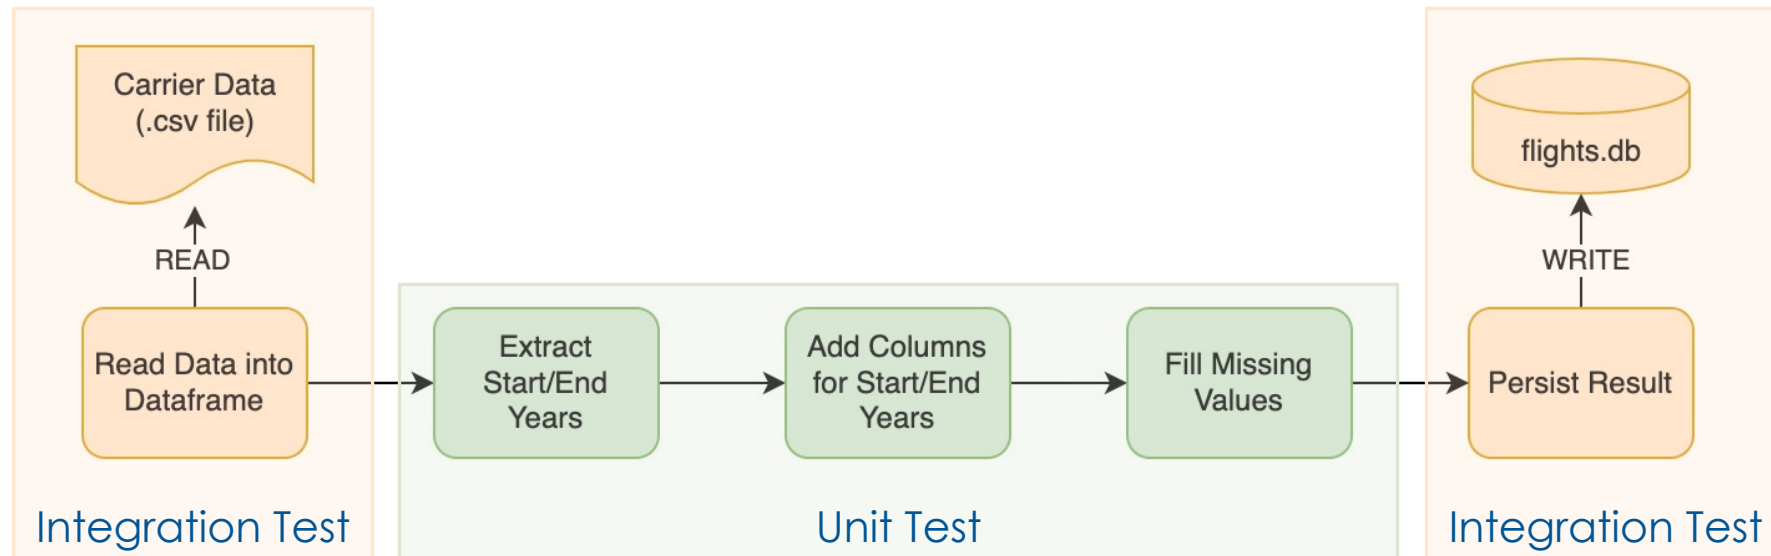 Carrier Data
(.csv file)
READ
Read Data into
Dataframe
Integration Test
Extract
Start/End
Years
Add Columns
for Start/End
Years
Fill Missing
Values
Unit Test
flights.db
WRITE
Persist Result
Integration Test